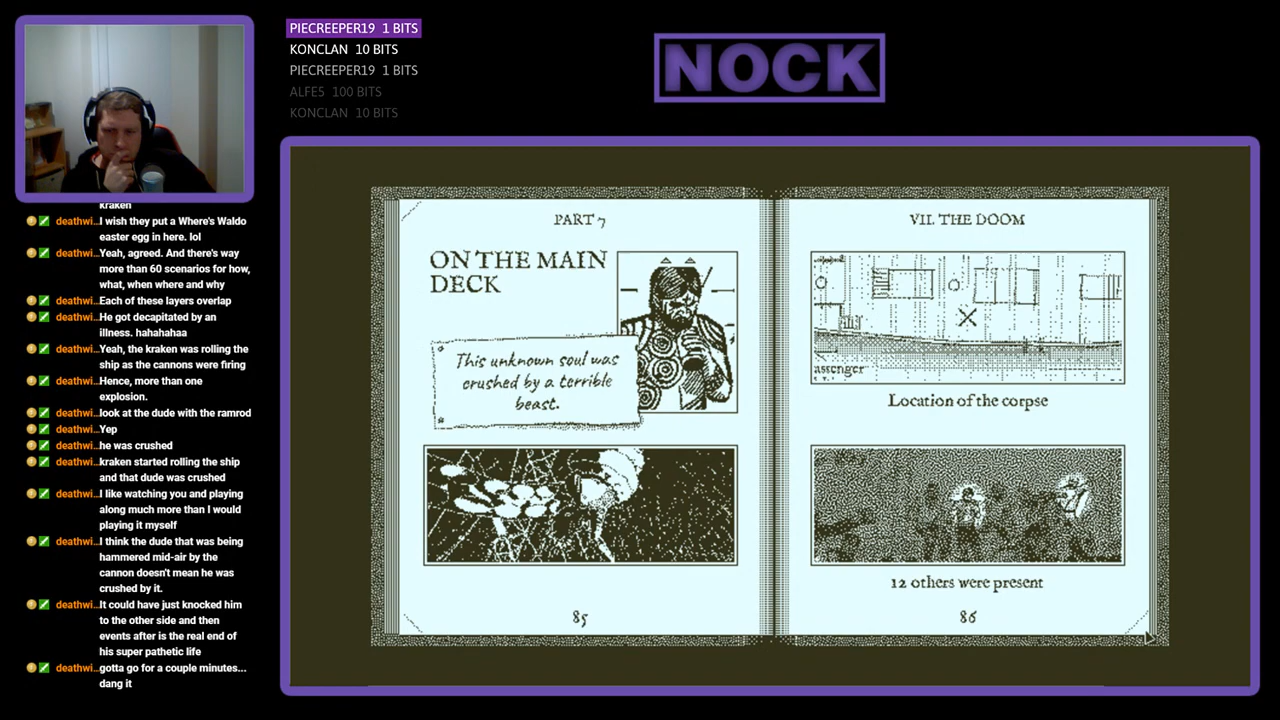 PIECREEPER19 1 BITS
KONCLAN 10 BITS
PIECREEPER19 1 BITS
ALFE5 100 BITS
KONCLAN 10 BITS
NOCK
kraken
deathwi... I wish they put a Where's Waldo
easter egg in here. lol
deathwi... Yeah, agreed. And there's way
more than 60 scenarios for how,
what, when where and why
deathwi... Each of these layers overlap
deathwi... He got decapitated by an
illness. hahahahaa
deathwi... Yeah, the kraken was rolling the
ship as the cannons were firing
deathwi... Hence, more than one
explosion.
deathwi... look at the dude with the ramrod
deathwi... Yep
deathwi... he was crushed
deathwi... kraken started rolling the ship
and that dude was crushed
deathwi... I like watching you and playing
along much more than I would
playing it myself
deathwi... I think the dude that was being
hammered mid-air by the
cannon doesn't mean he was
crushed by it.
deathwi... It could have just knocked him
to the other side and then
events after is the real end of
his super pathetic life
deathwi... gotta go for a couple minutes...
dang it
PART 7
ON THE MAIN
DECK
This unknown soul was
crushed by a terrible
beast.
85
VII. THE DOOM
assenger
Location of the corpse
12 others were present
86